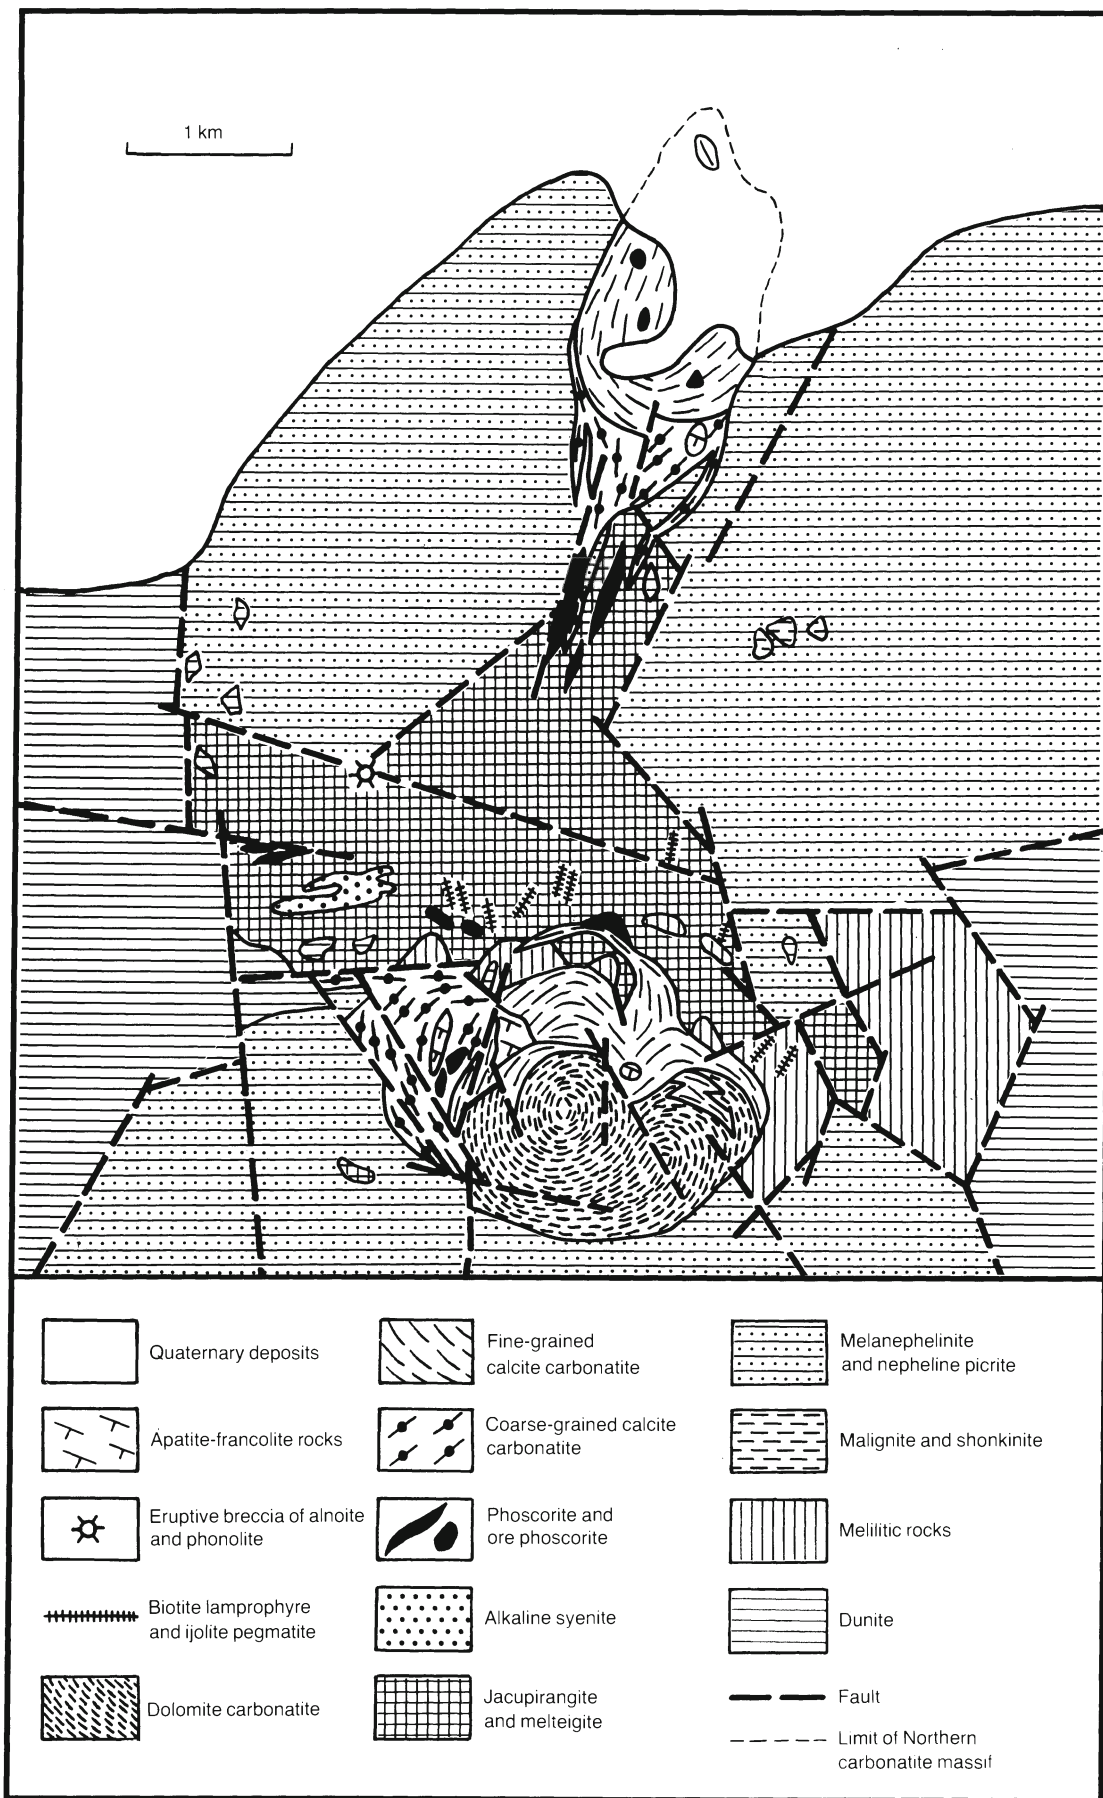 1 km
Quaternary deposits
Apatite-francolite rocks
Eruptive breccia of alnoite
and phonolite
Biotite lamprophyre
and ijolite pegmatite
Dolomite carbonatite
Fine-grained
calcite carbonatite
Coarse-grained calcite
carbonatite
Phoscorite and
ore phoscorite
Alkaline syenite
Jacupirangite
and melteigite
Melanephelinite
and nepheline picrite
Malignite and shonkinite
Melilitic rocks
Dunite
Fault
Limit of Northern
carbonatite massif